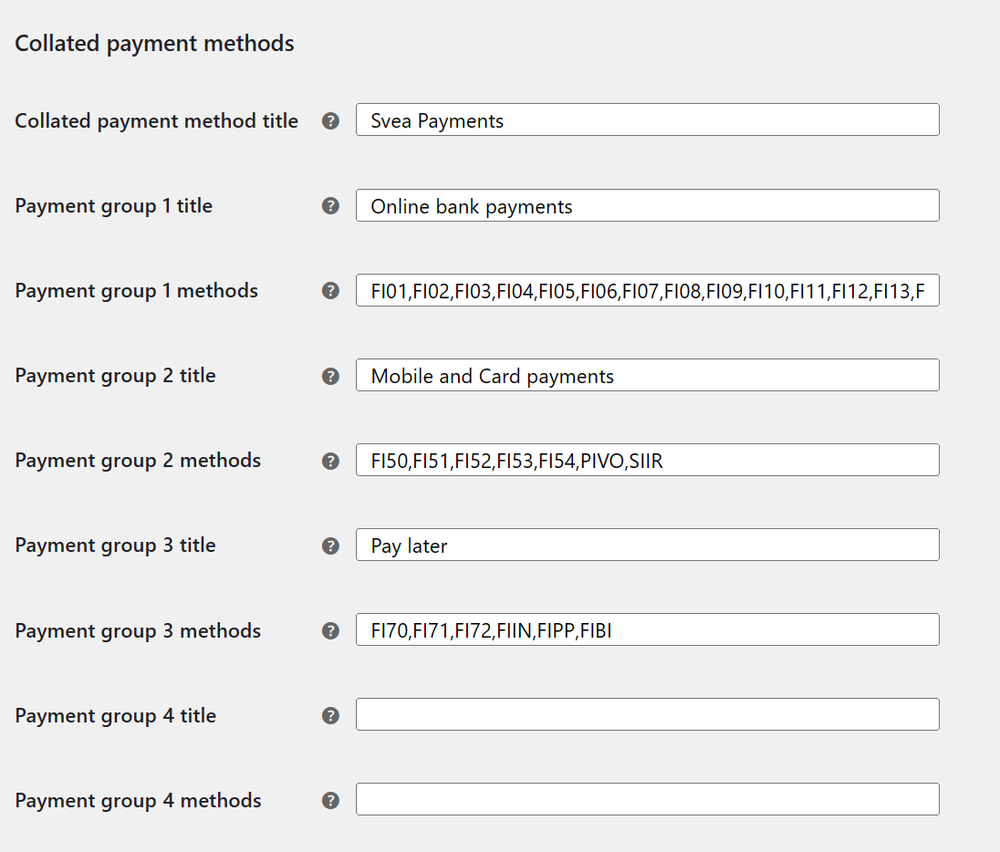 Collated payment methods
Collated payment method title ? Svea Payments
Payment group 1 title ? Online bank payments
Payment group 1 methods ? FI01,FI02,FI03,FI04,FI05,FI06,FI07,FI08,FI09,FI10,FI11,FI12,FI13,F
Payment group 2 title ? Mobile and Card payments
Payment group 2 methods ? FI50,FI51,FI52,FI53,FI54,PIVO,SIIR
Payment group 3 title ? Pay later
Payment group 3 methods ? FI70,FI71,FI72,FIIN,FIPP,FIBI
Payment group 4 title ?
Payment group 4 methods ?